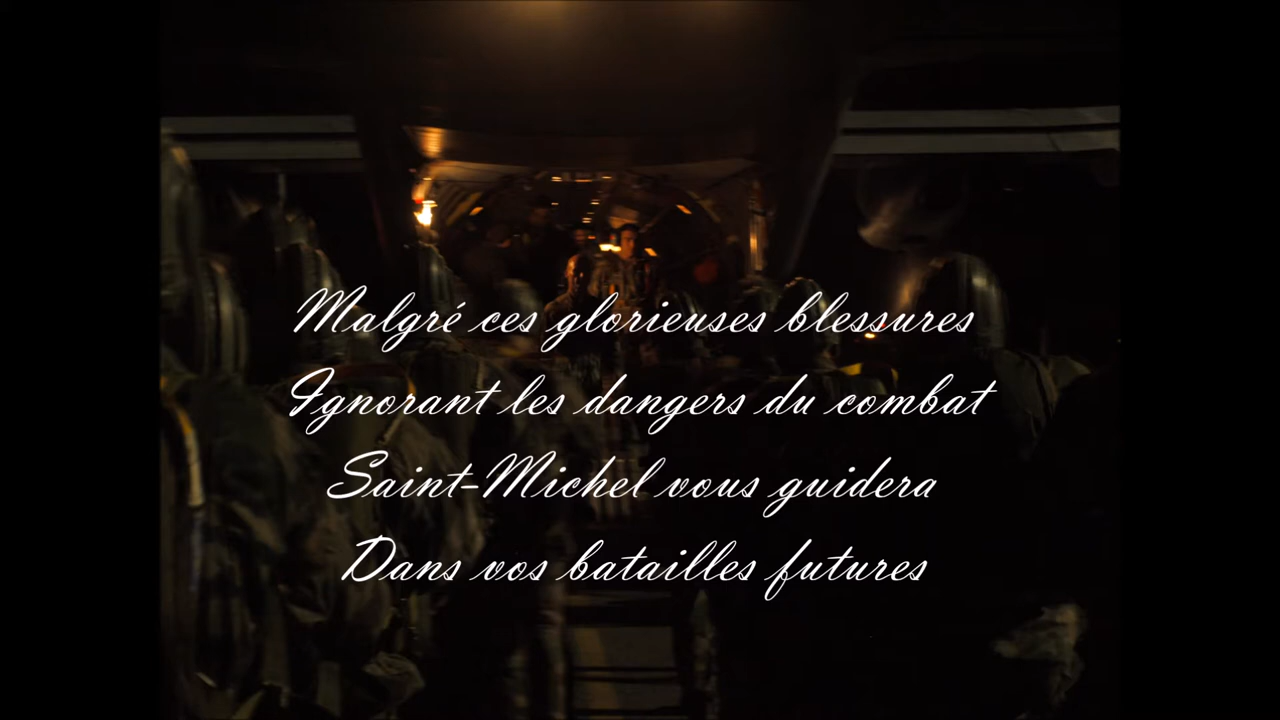 Malgré ces glorieuses blessures
Ignorant les dangers du combat
Saint-Michel vous guidera
Dans vos batailles futures